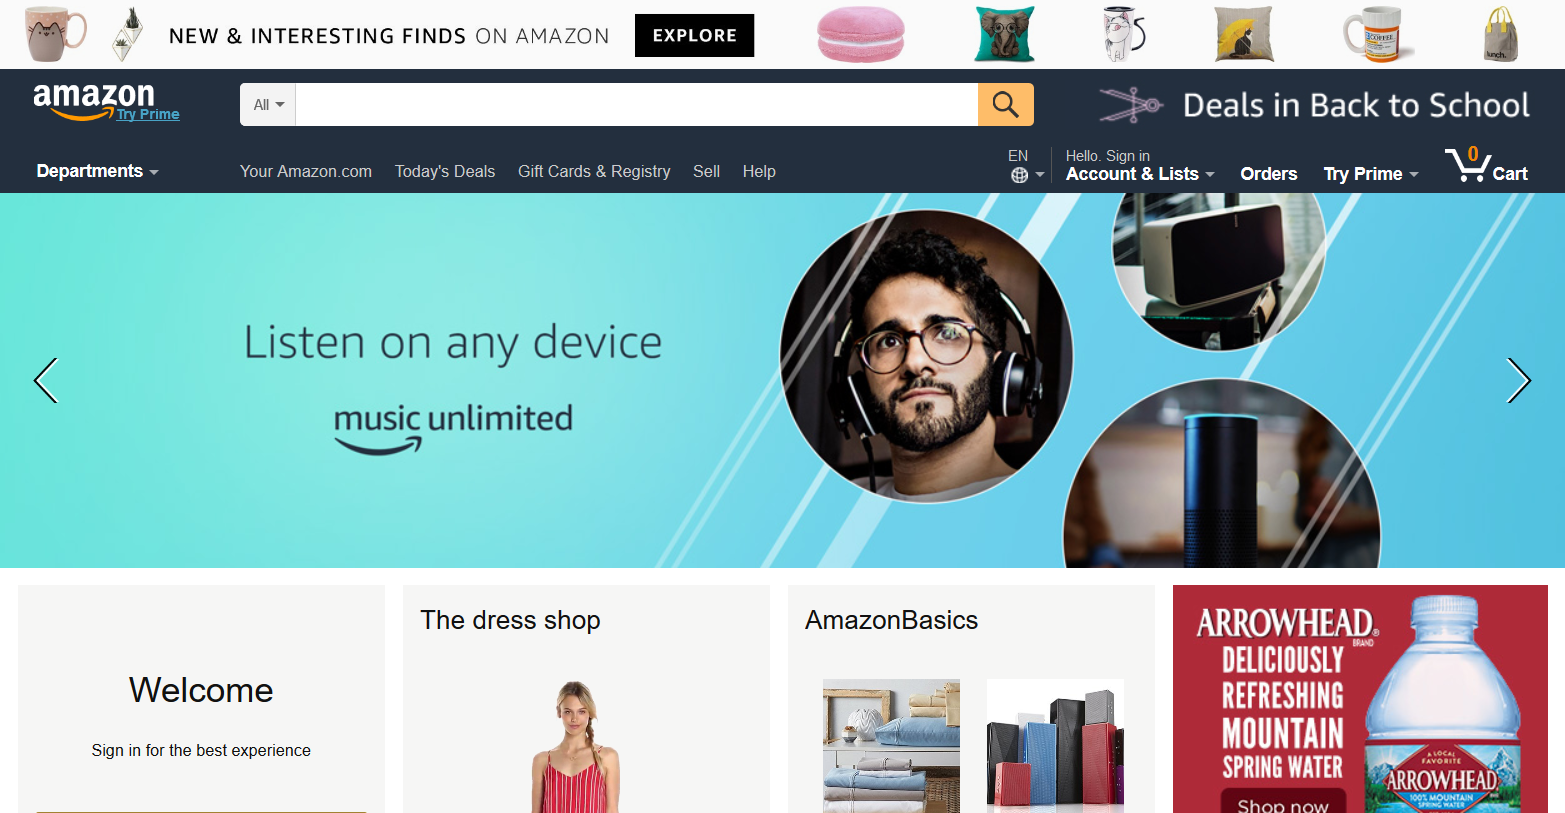 NEW & INTERESTING FINDS ON AMAZON
EXPLORE
COFFEE
lunch.
amazon
Try Prime
All
Deals in Back to School
Departments
Your Amazon.com
Today's Deals
Gift Cards & Registry
Sell
Help
EN
Hello. Sign in
Account & Lists
Orders
Try Prime
0
Cart
Listen on any device
music unlimited
Welcome
Sign in for the best experience
The dress shop
AmazonBasics
ARROWHEAD®
BRAND
DELICIOUSLY
REFRESHING
MOUNTAIN
SPRING WATER
Shop now
A LOCAL
FAVORITE
ARROWHEAD
100% MOUNTAIN
SPRING WATER